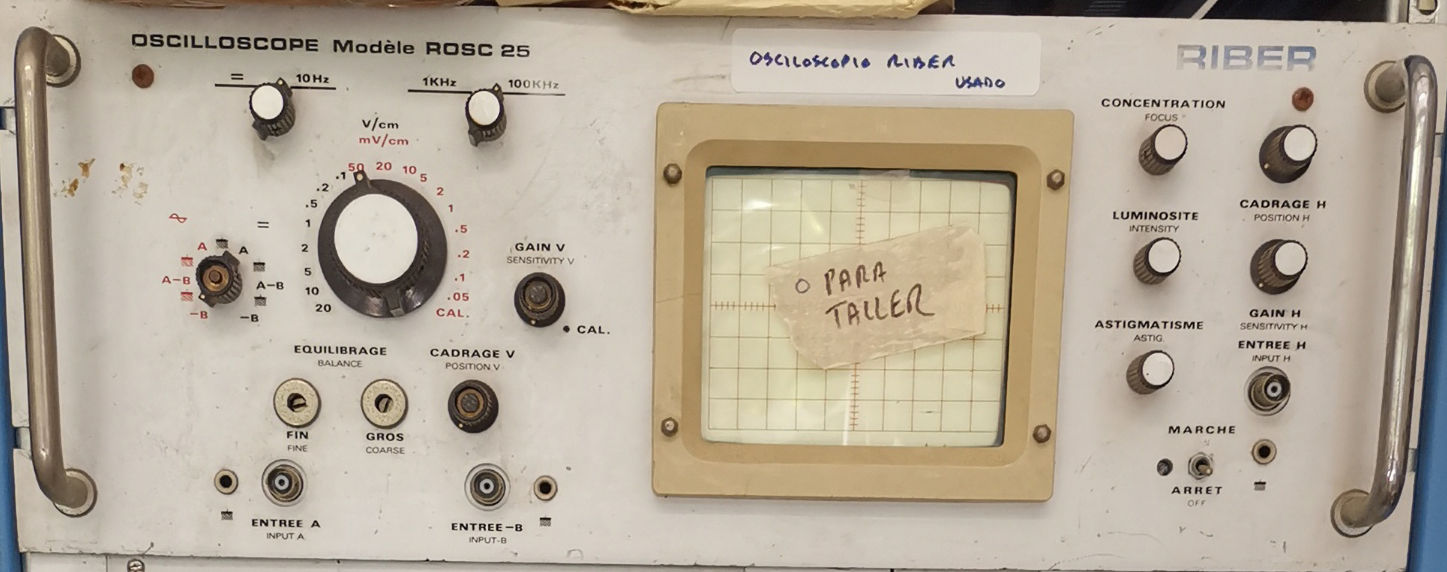 OSCILLOSCOPE Modèle ROSC 25
= 10Hz
1KHz 100KHz
OSCILOSCOPIO RIBER
USADO
RIBER
V/cm
mV/cm
.1 50 20 10 5 2 1 .5 .2 .1 .05 CAL.
.2
.5
1
2
5
10
20
=
A A
A-B A-B
-B -B
GAIN V
SENSITIVITY V
CAL.
EQUILIBRAGE
BALANCE
FIN
FINE
GROS
COARSE
CADRAGE V
POSITION V
ENTREE A
INPUT A
ENTREE-B
INPUT-B
O PARA
TALLER
CONCENTRATION
FOCUS
CADRAGE H
POSITION H
LUMINOSITE
INTENSITY
GAIN H
SENSITIVITY H
ASTIGMATISME
ASTIG.
ENTREE H
INPUT H
MARCHE
ARRET
OFF